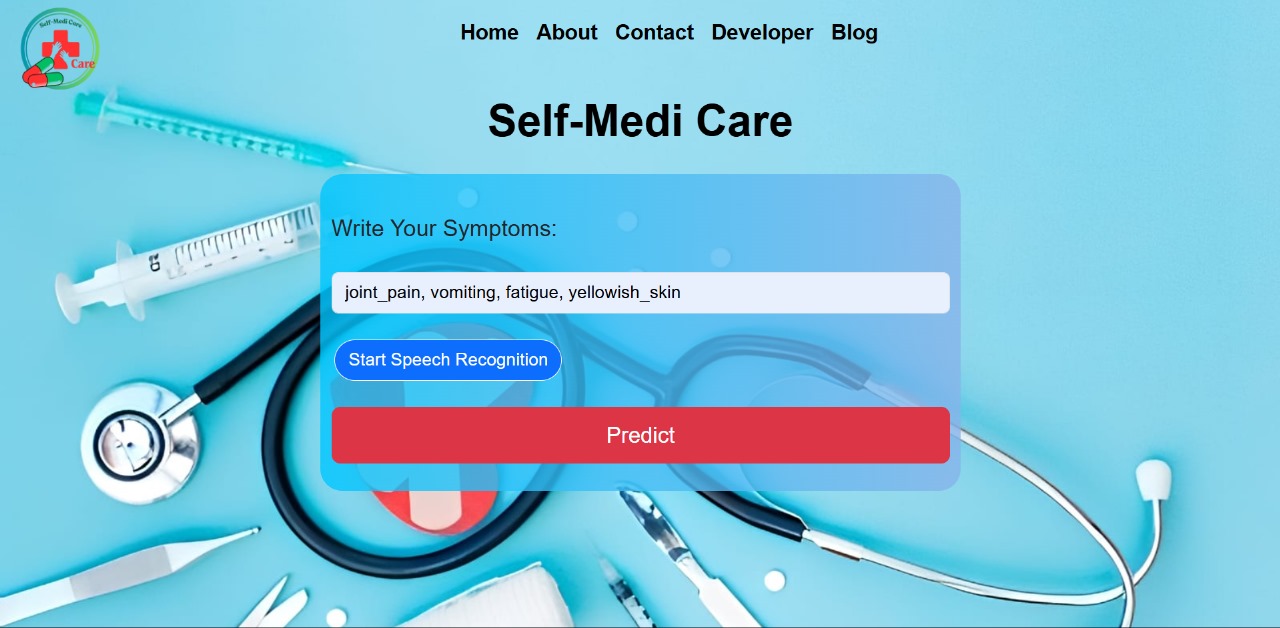 Self-Medi Care
Care
Home About Contact Developer Blog
Self-Medi Care
Write Your Symptoms:
joint_pain, vomiting, fatigue, yellowish_skin
Start Speech Recognition
Predict